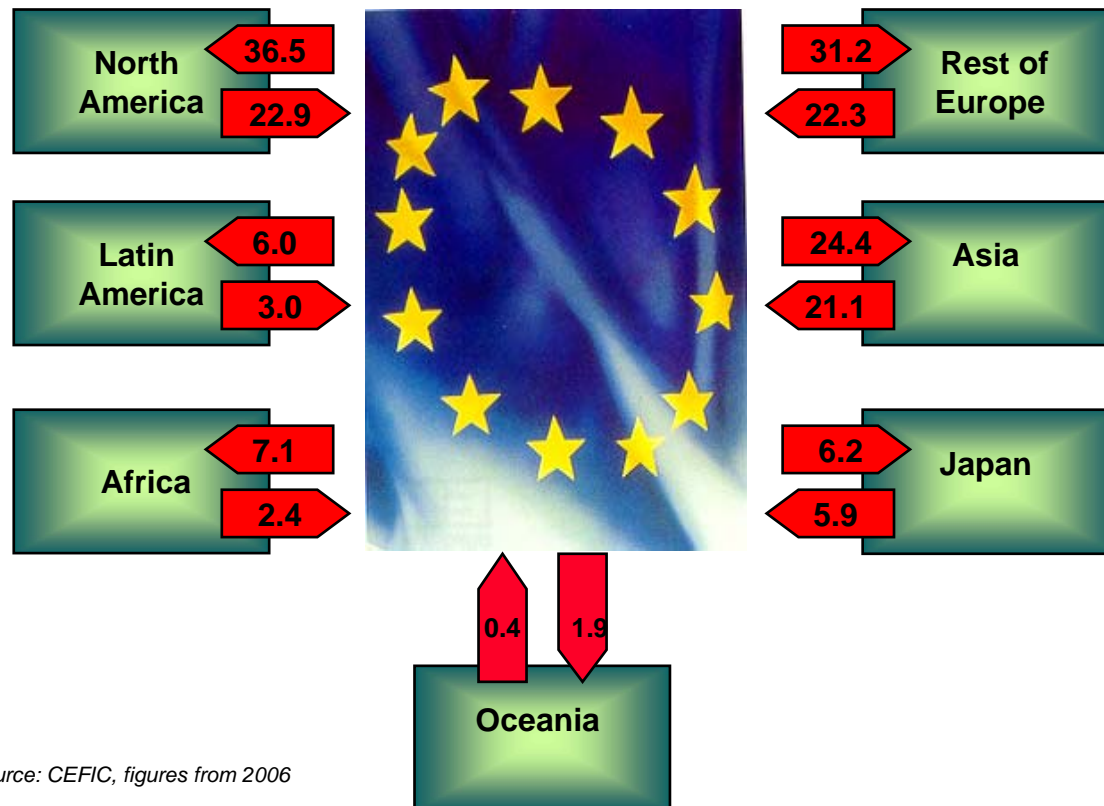 North
America
36.5
22.9
31.2
22.3
Rest of
Europe
Latin
America
6.0
3.0
24.4
21.1
Asia
Africa
7.1
2.4
6.2
5.9
Japan
0.4
1.9
Oceania
urce: CEFIC, figures from 2006